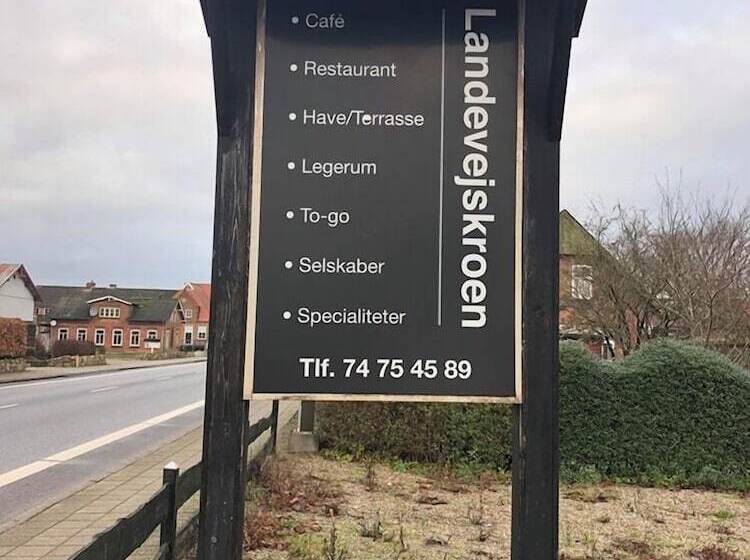 • Café
• Restaurant
• Have/Terrasse
• Legerum
• To-go
• Selskaber
• Specialiteter
Landevejskroen
Tlf. 74 75 45 89